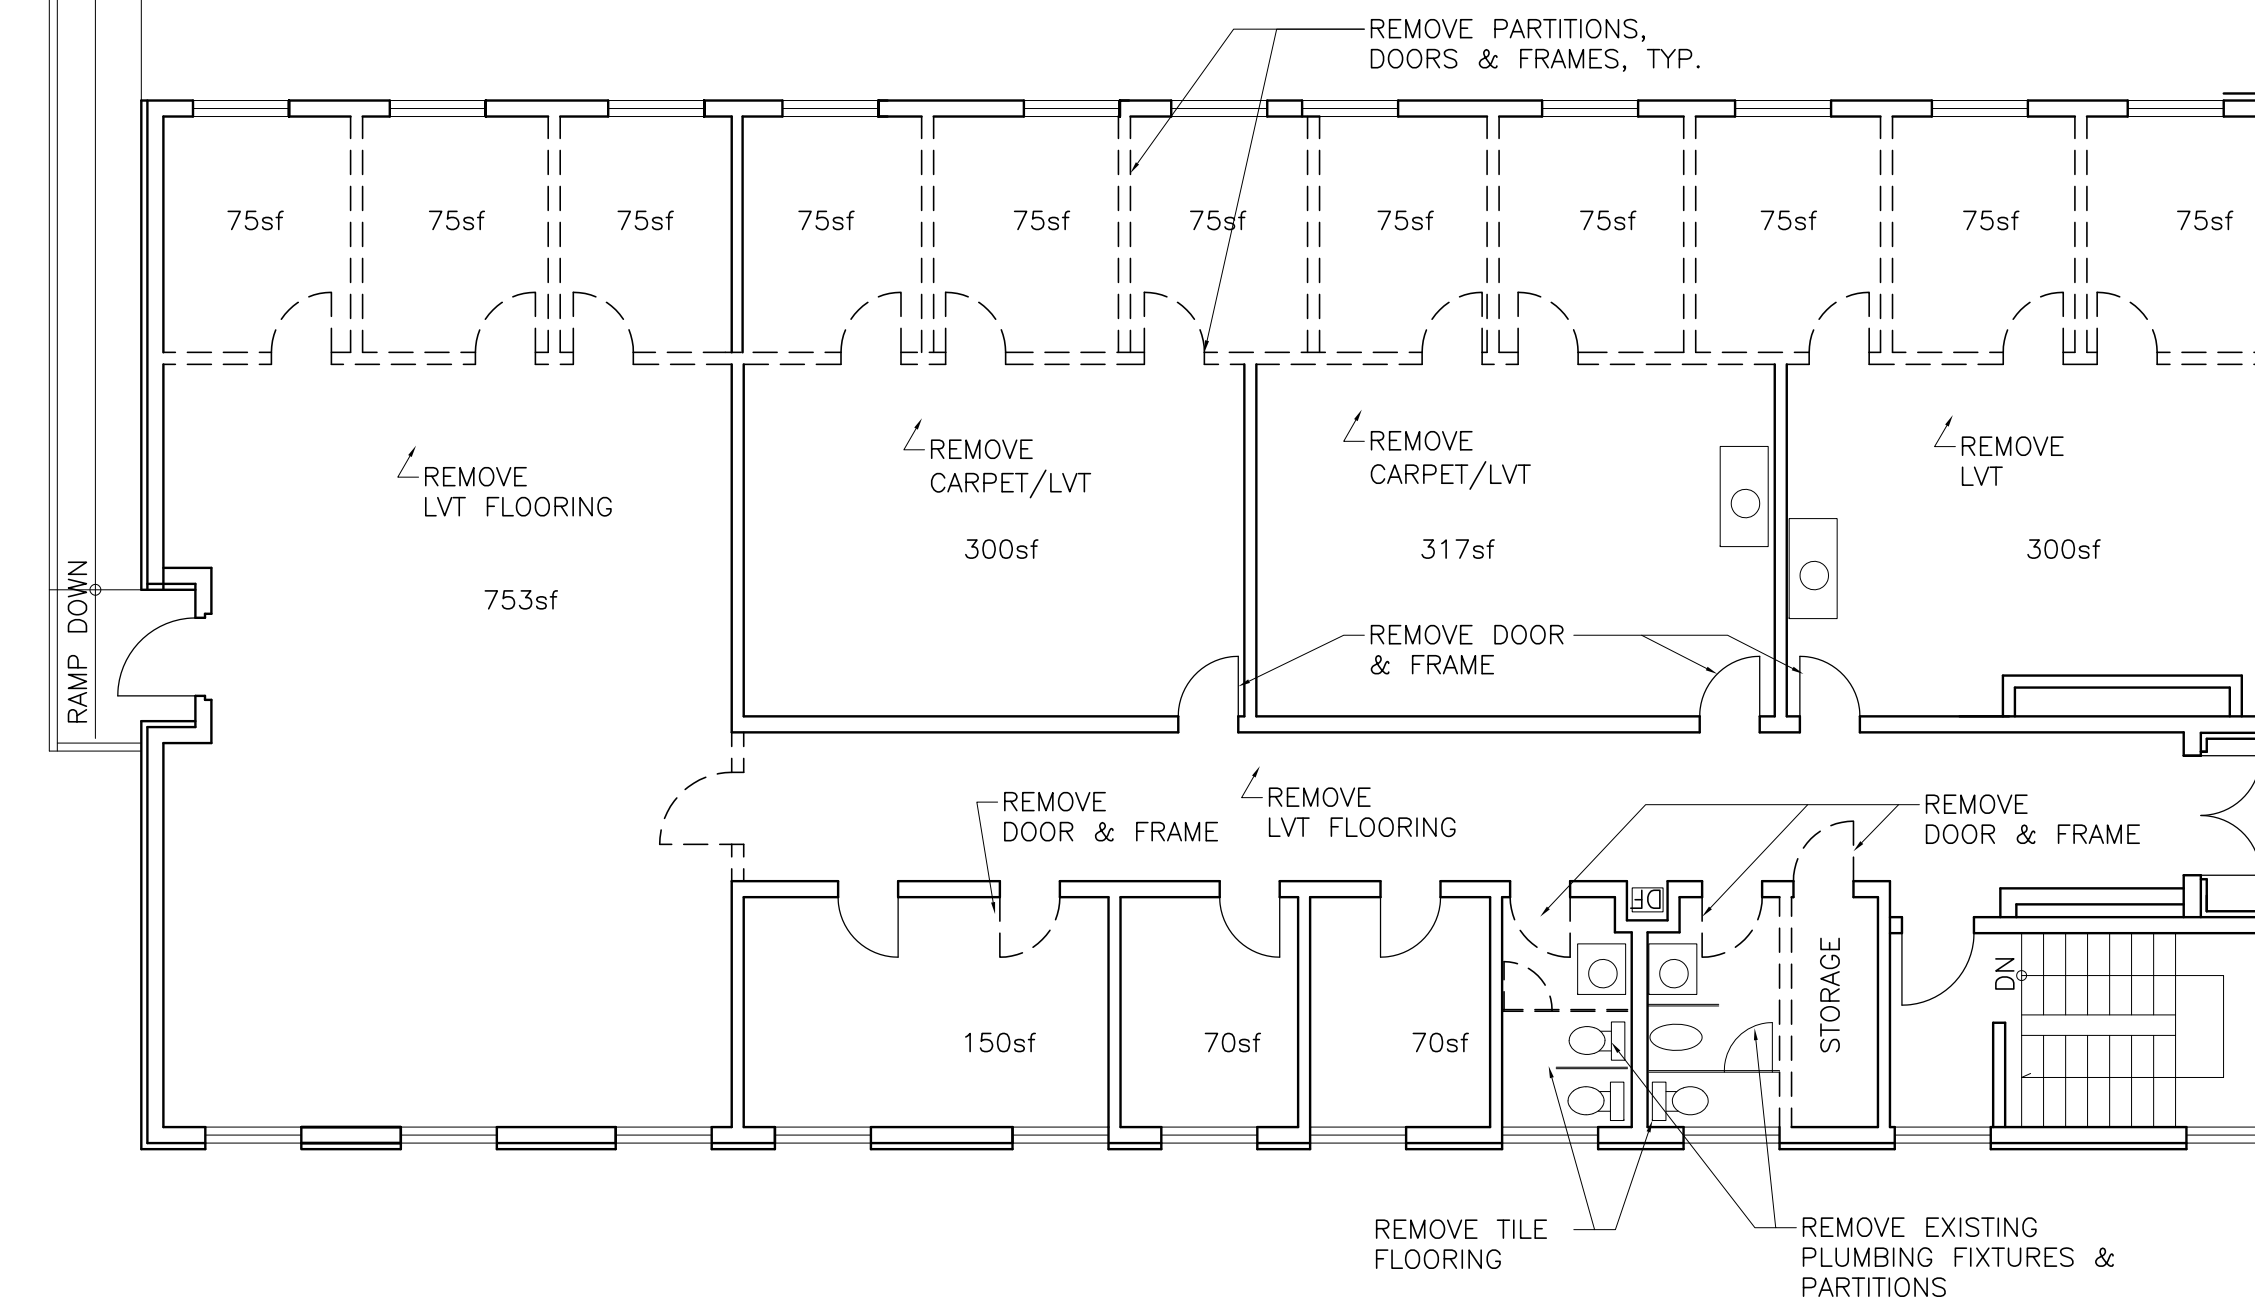 REMOVE PARTITIONS,
DOORS & FRAMES, TYP.
75sf
75sf
75sf
75sf
75sf
75sf
75sf
75sf
75sf
75sf
75sf
REMOVE
LVT FLOORING
REMOVE
CARPET/LVT
REMOVE
CARPET/LVT
REMOVE
LVT
753sf
300sf
317sf
300sf
RAMP DOWN
REMOVE DOOR
& FRAME
REMOVE
DOOR & FRAME
REMOVE
LVT FLOORING
REMOVE
DOOR & FRAME
DF
STORAGE
DN
150sf
70sf
70sf
REMOVE TILE
FLOORING
REMOVE EXISTING
PLUMBING FIXTURES &
PARTITIONS